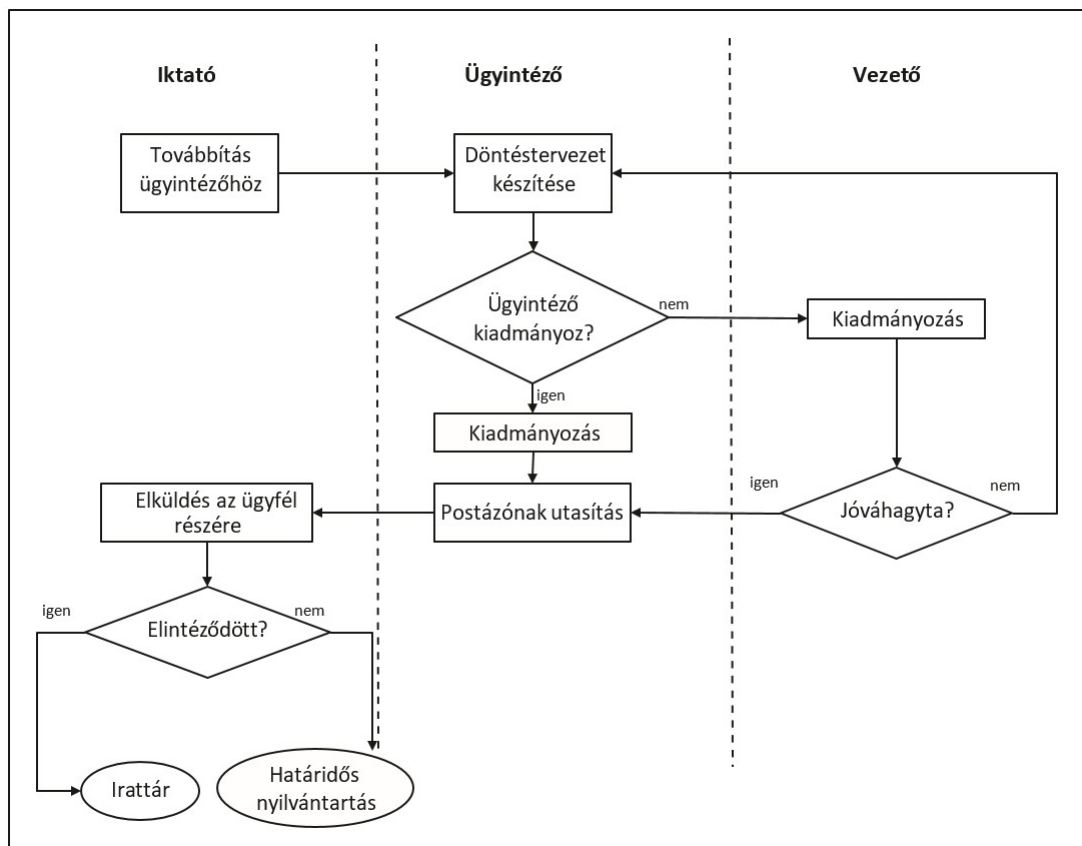 Iktató
Ügyintéző
Vezető
Továbbítás
ügyintézőhöz
Döntéstervezet
készítése
Ügyintéző
kiadmányoz?
nem
Kiadmányozás
igen
Kiadmányozás
Elküldés az ügyfél
részére
Postázónak utasítás
igen
Jóváhagyta?
nem
igen
Elintéződött?
nem
Irattár
Határidős
nyilvántartás